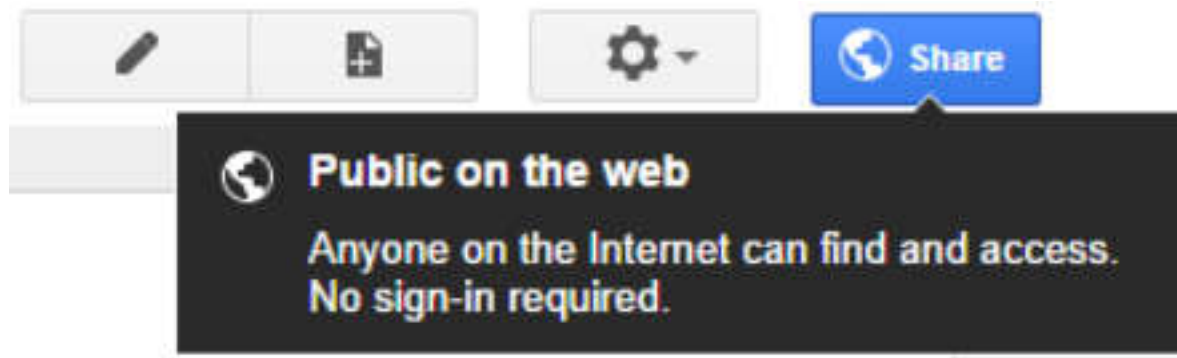 Share
Public on the web
Anyone on the Internet can find and access.
No sign-in required.